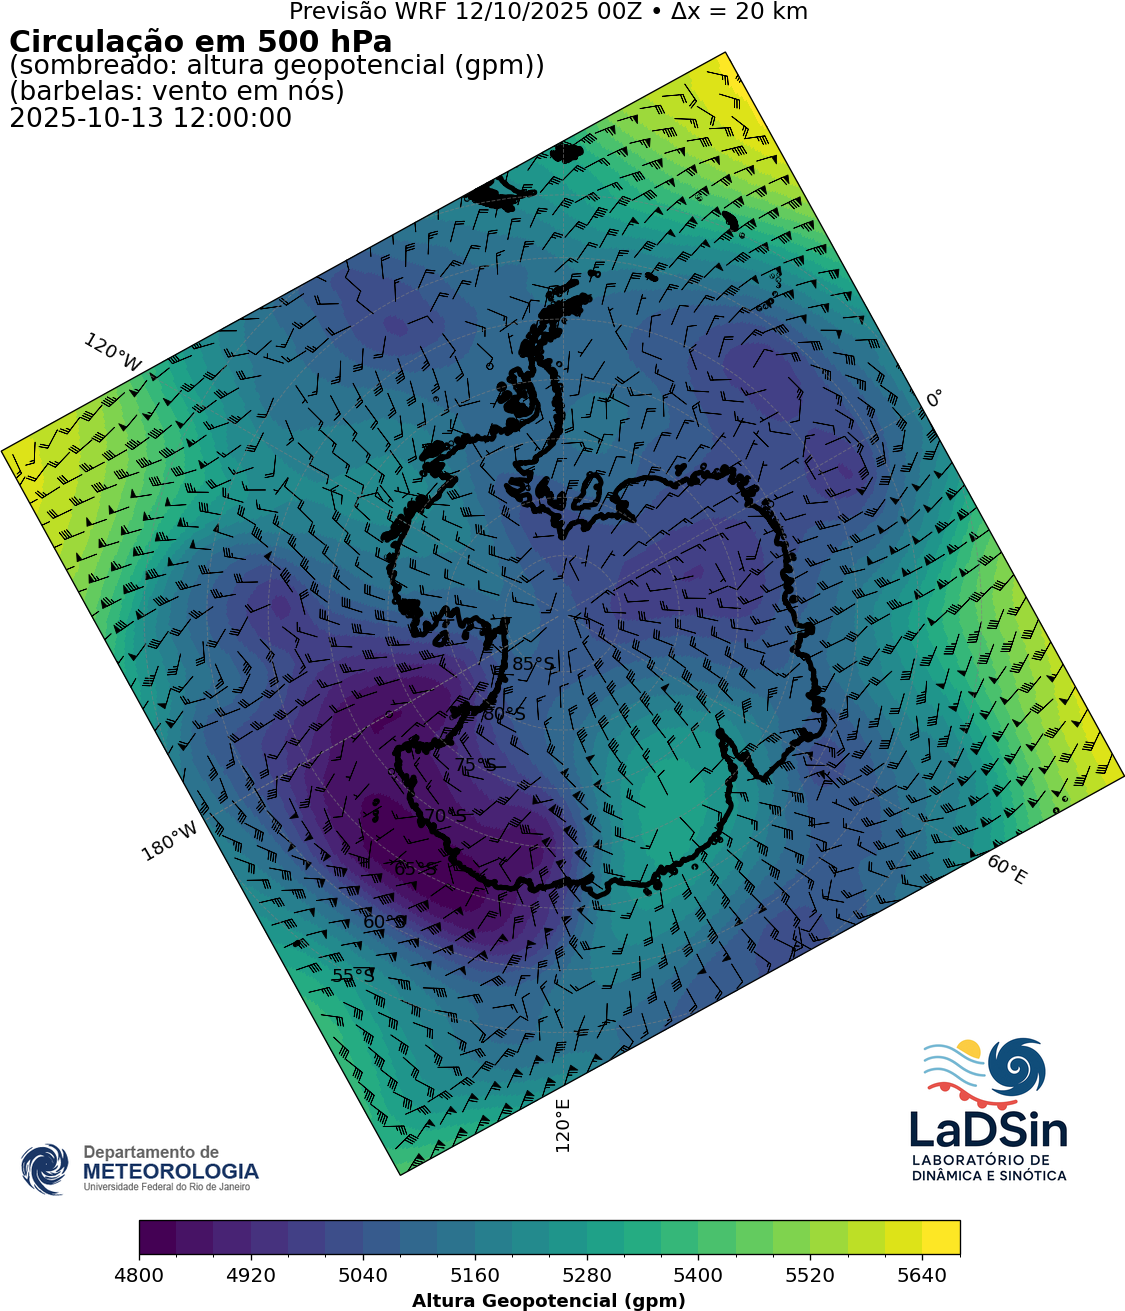 Previsão WRF 12/10/2025 00Z • Δx = 20 km
Circulação em 500 hPa
(sombreado: altura geopotencial (gpm))
(barbelas: vento em nós)
2025-10-13 12:00:00
120°W
0°
85°S
80°S
75°S
70°S
65°S
180°W
60°E
60°S
55°S
120°E
LaDSin
LABORATÓRIO DE
DINÂMICA E SINÓTICA
Departamento de
METEOROLOGIA
Universidade Federal do Rio de Janeiro
4800 4920 5040 5160 5280 5400 5520 5640
Altura Geopotencial (gpm)